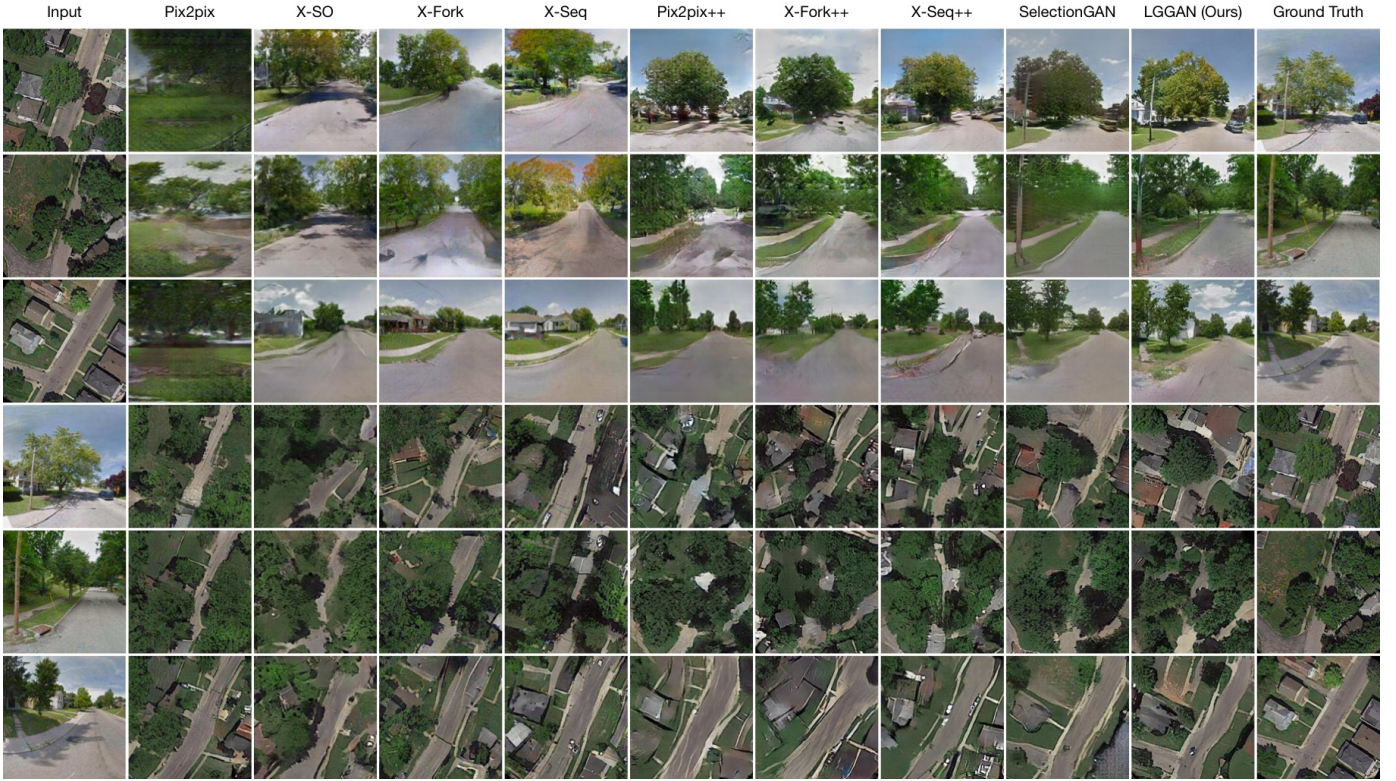 Input Pix2pix X-SO X-Fork X-Seq Pix2pix++ X-Fork++ X-Seq++ SelectionGAN LGGAN (Ours) Ground Truth